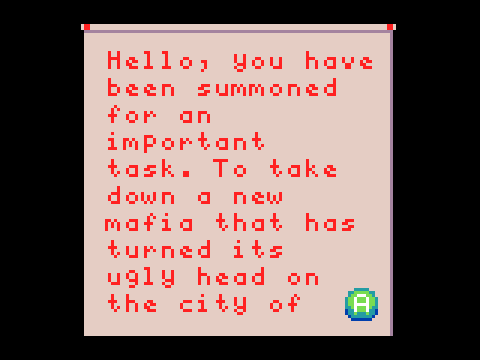 Hello, you have
been summoned
for an
important
task. To take
down a new
mafia that has
turned its
ugly head on
the city of
A